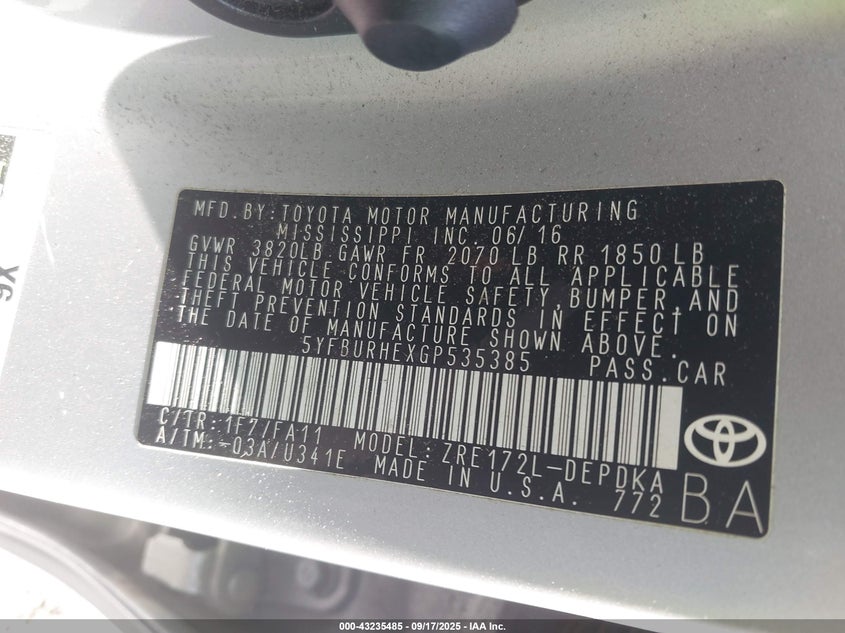 MFD.BY:TOYOTA MOTOR MANUFACTURING
MISSISSIPPI INC. 06/16
GVWR 3820LB GAWR FR 2070 LB RR 1850 LB
THIS VEHICLE CONFORMS TO ALL APPLICABLE
FEDERAL MOTOR VEHICLE SAFETY,BUMPER,AND
THEFT PREVENTION STANDARDS IN EFFECT ON
THE DATE OF MANUFACTURE SHOWN ABOVE.
5YFBURHEXGP535385 PASS.CAR
C/TR:1F7/FA11 MODEL:ZRE172L-DEPDKA
A/TM:-03A/U341E MADE IN U.S.A. 772
BA
X6
000-43235485 - 09/17/2025 - IAA Inc.